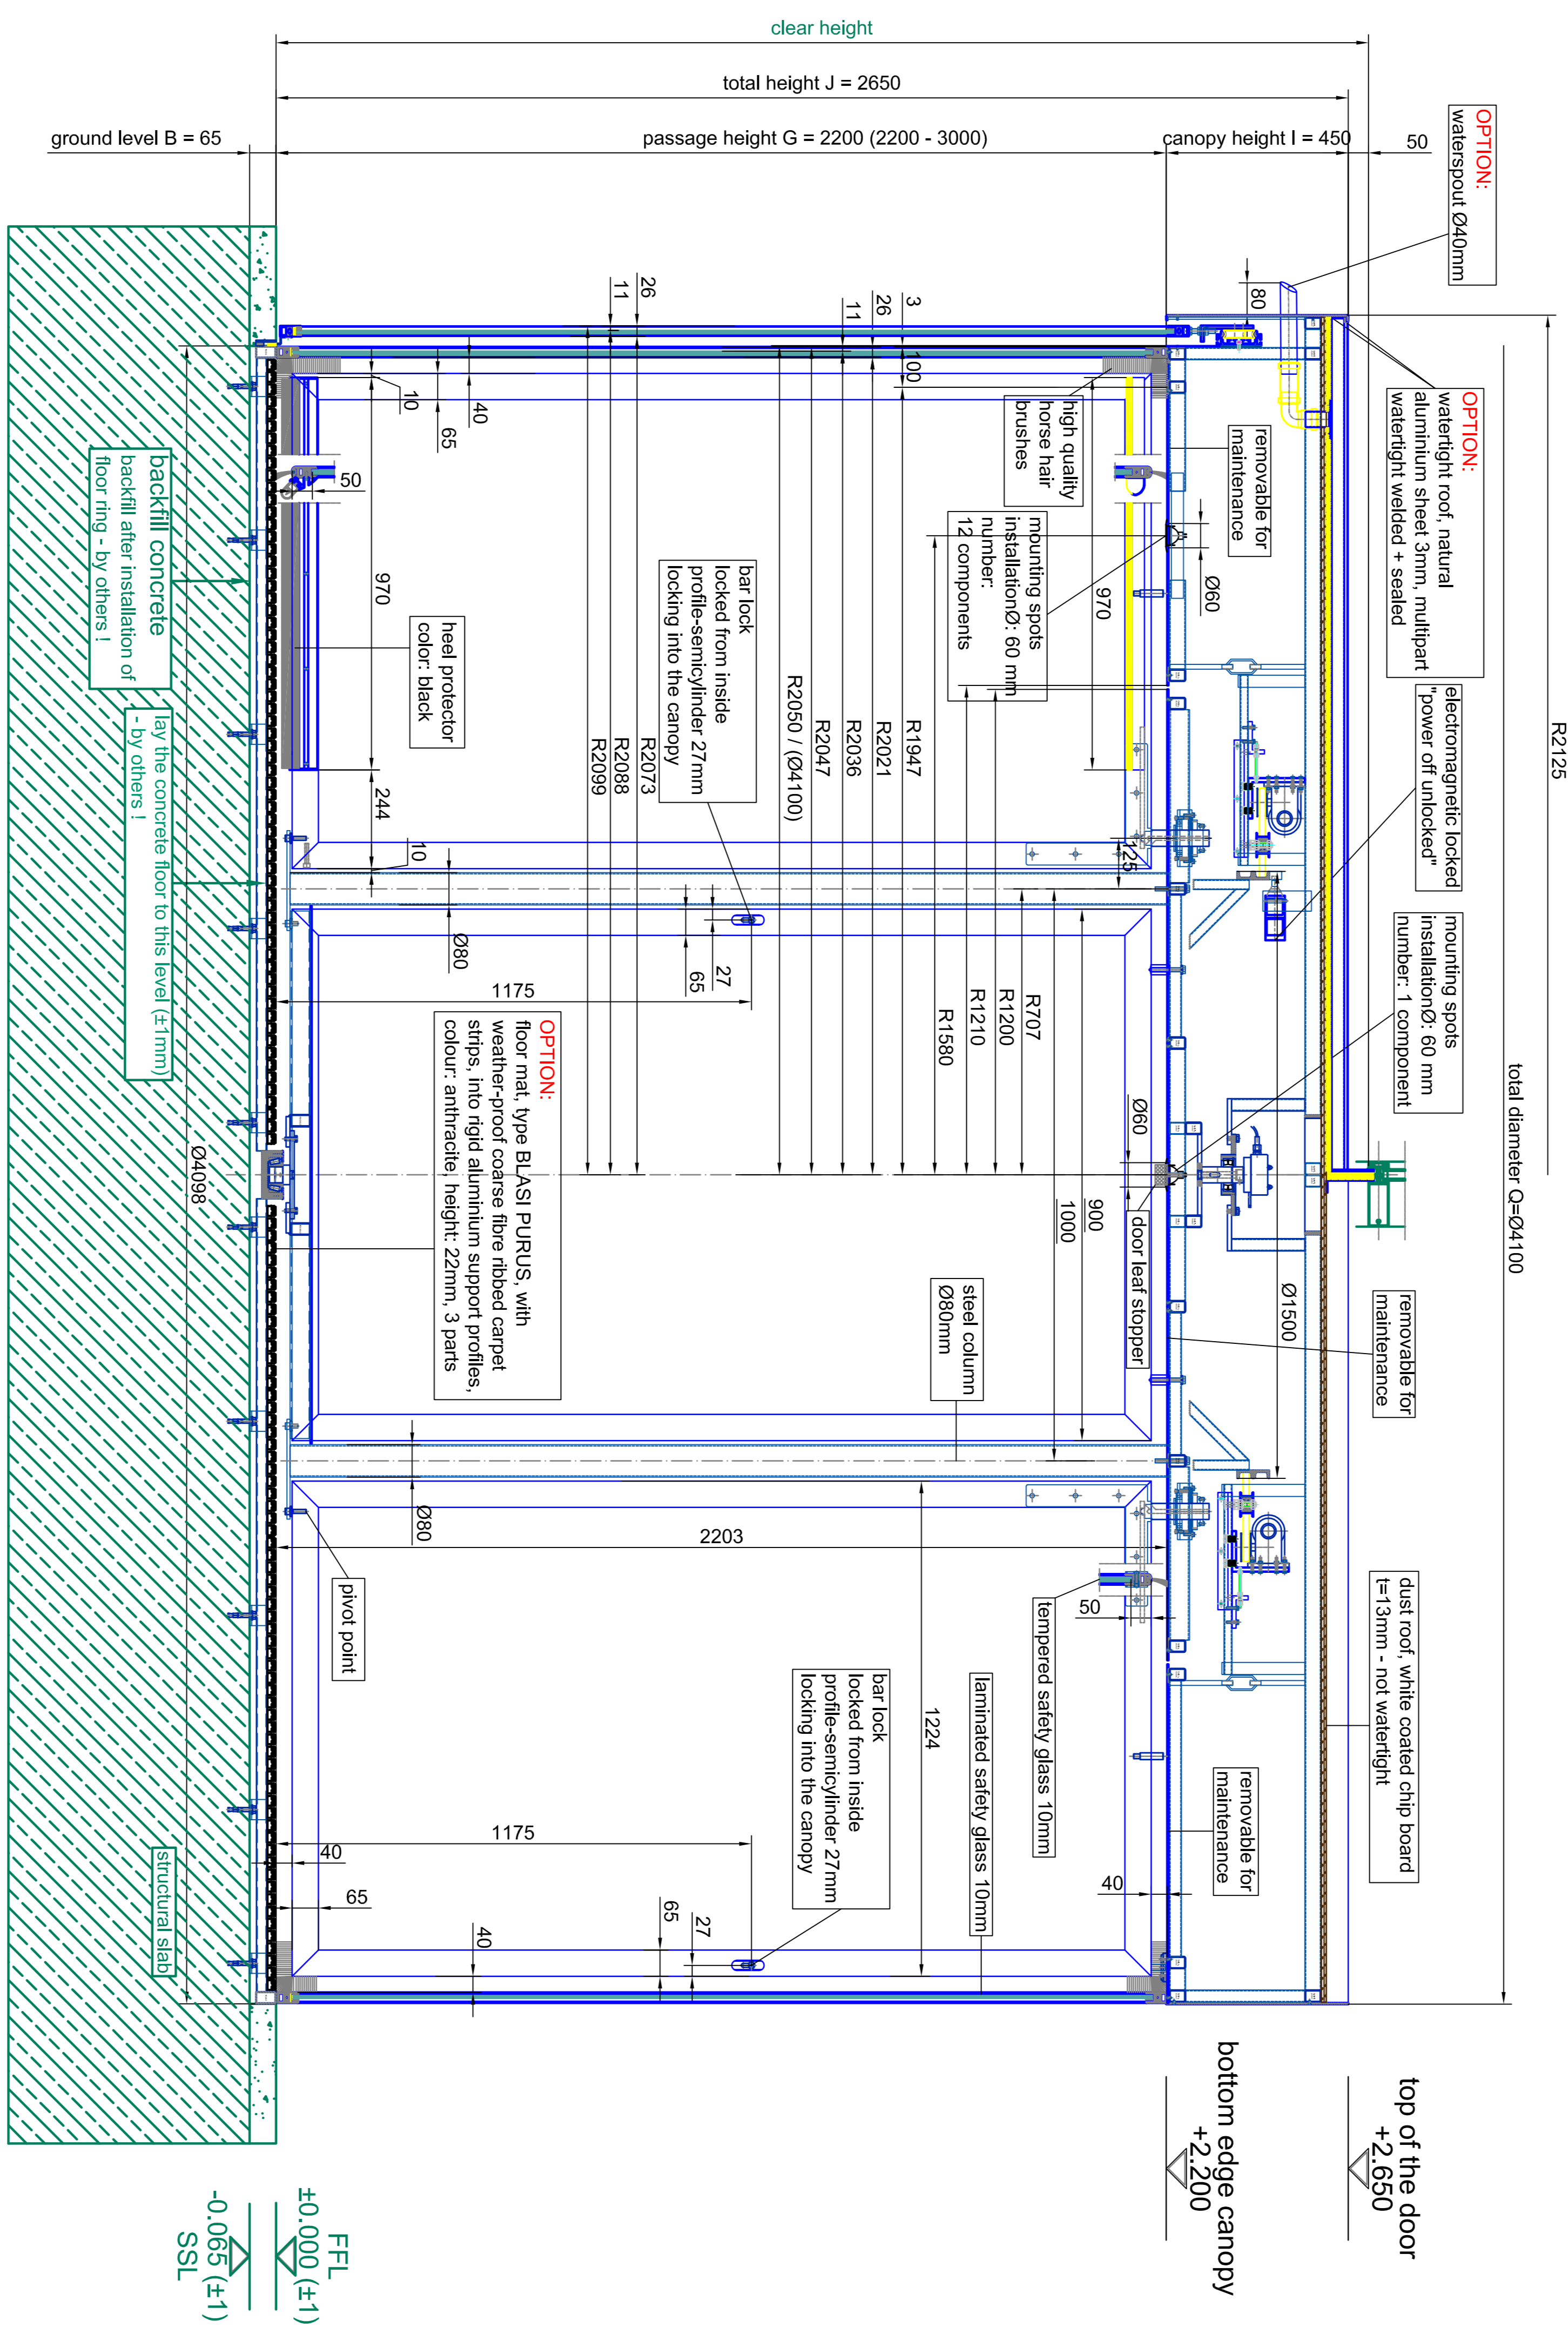 clear height
total height J = 2650
ground level B = 65
passage height G = 2200 (2200 - 3000)
canopy height I = 450
50
OPTION:
waterspout Ø40mm
80
OPTION:
watertight roof, natural
aluminium sheet 3mm, multipart
watertight welded + sealed
electromagnetic locked
"power off unlocked"
mounting spots
installationØ: 60 mm
number: 1 component
R2125
total diameter Q=Ø4100
removable for
maintenance
dust roof, white coated chip board
t=13mm - not watertight
removable for
maintenance
Ø60
Ø1500
removable for
maintenance
high quality
horse hair
brushes
mounting spots
installationØ: 60 mm
number:
12 components
970
125
Ø60
door leaf stopper
900
1000
R707
R1200
R1210
R1580
R1947
R2021
R2036
R2047
R2050 / (Ø4100)
R2073
R2088
R2099
3
26
11
100
26
11
40
65
10
50
970
244
10
Ø80
65
27
1175
bar lock
locked from inside
profile-semicylinder 27mm
locking into the canopy
heel protector
color: black
steel column
Ø80mm
OPTION:
floor mat, type BLASI PURUS, with
weather-proof coarse fibre ribbed carpet
strips, into rigid aluminium support profiles,
colour: anthracite, height: 22mm, 3 parts
Ø80
2203
pivot point
50
tempered safety glass 10mm
laminated safety glass 10mm
1224
bar lock
locked from inside
profile-semicylinder 27mm
locking into the canopy
1175
40
65
40
65
27
40
Ø4098
backfill concrete
backfill after installation of
floor ring - by others !
lay the concrete floor to this level (±1mm)
- by others !
structural slab
top of the door
+2.650
bottom edge canopy
+2.200
FFL
±0.000 (±1)
-0.065 (±1)
SSL